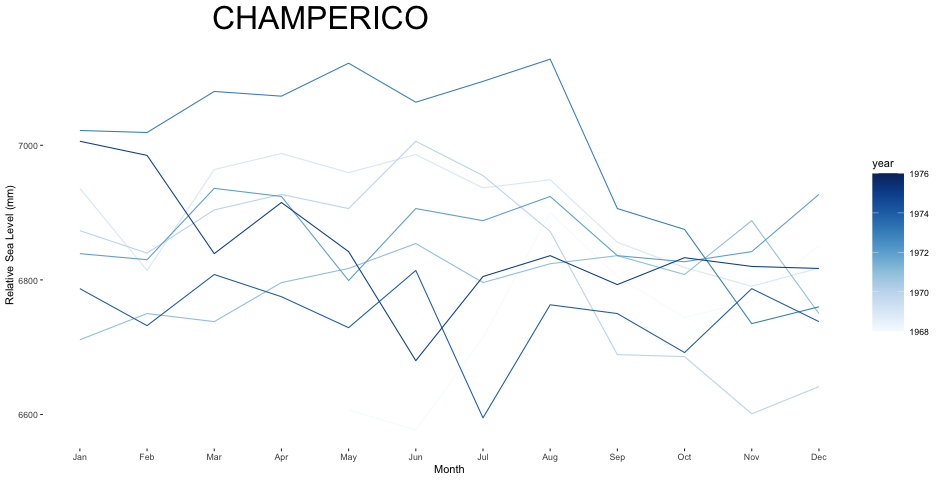 CHAMPERICO
Relative Sea Level (mm)
7000
6800
6600
Jan Feb Mar Apr May Jun Jul Aug Sep Oct Nov Dec
Month
year
1976
1974
1972
1970
1968